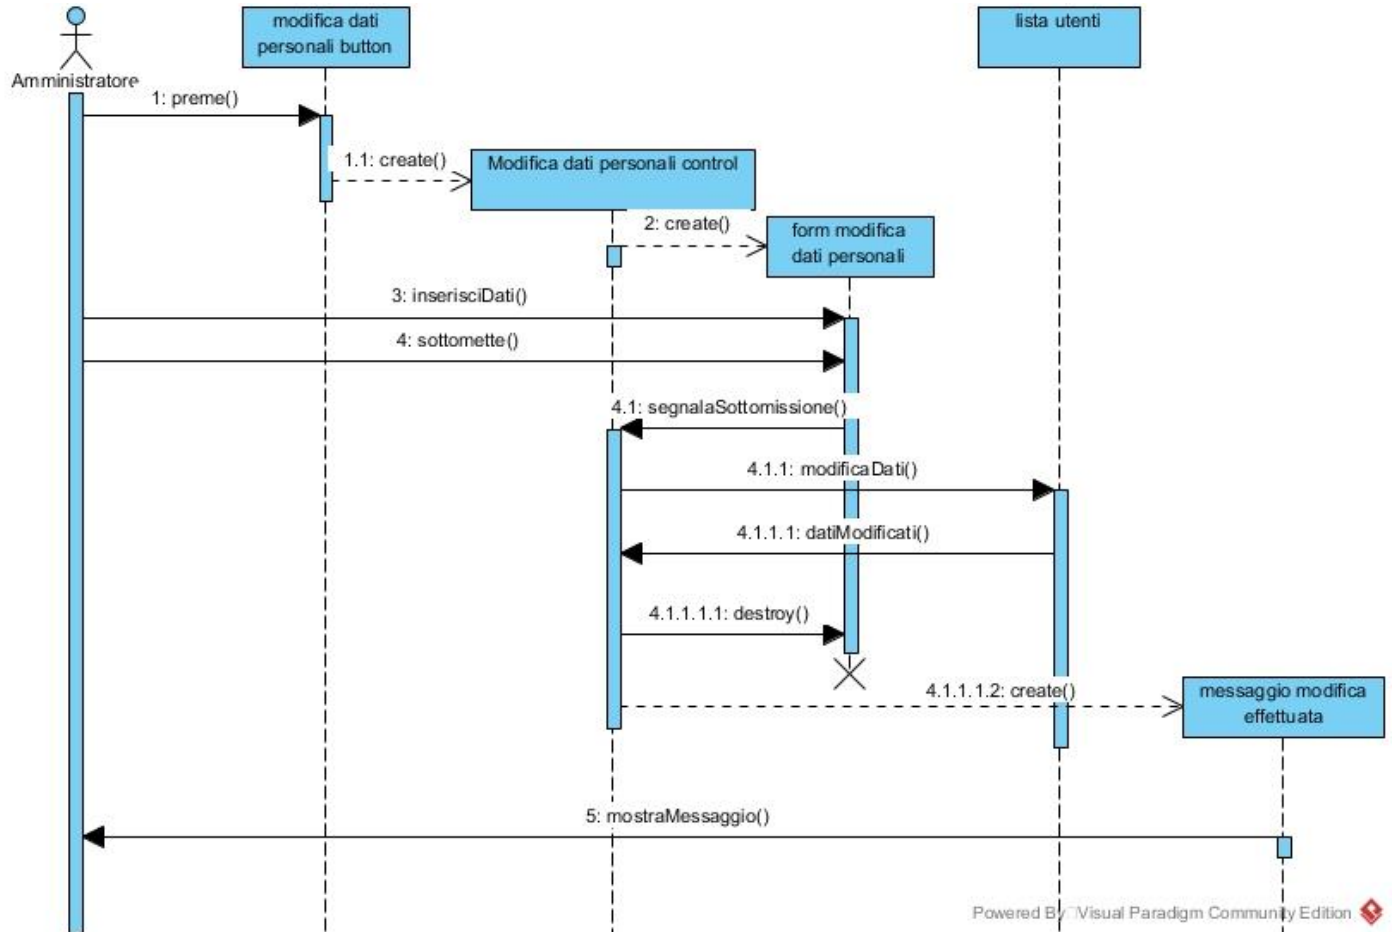 modifica dati
personali button
lista utenti
Amministratore
1: preme()
1.1: create()
Modifica dati personali control
2: create()
form modifica
dati personali
3: inserisciDati()
4: sottomette()
4.1: segnalaSottomissione()
4.1.1: modificaDati()
4.1.1.1: datiModificati()
4.1.1.1.1: destroy()
4.1.1.1.2: create()
messaggio modifica
effettuata
5: mostraMessaggio()
Powered By Visual Paradigm Community Edition